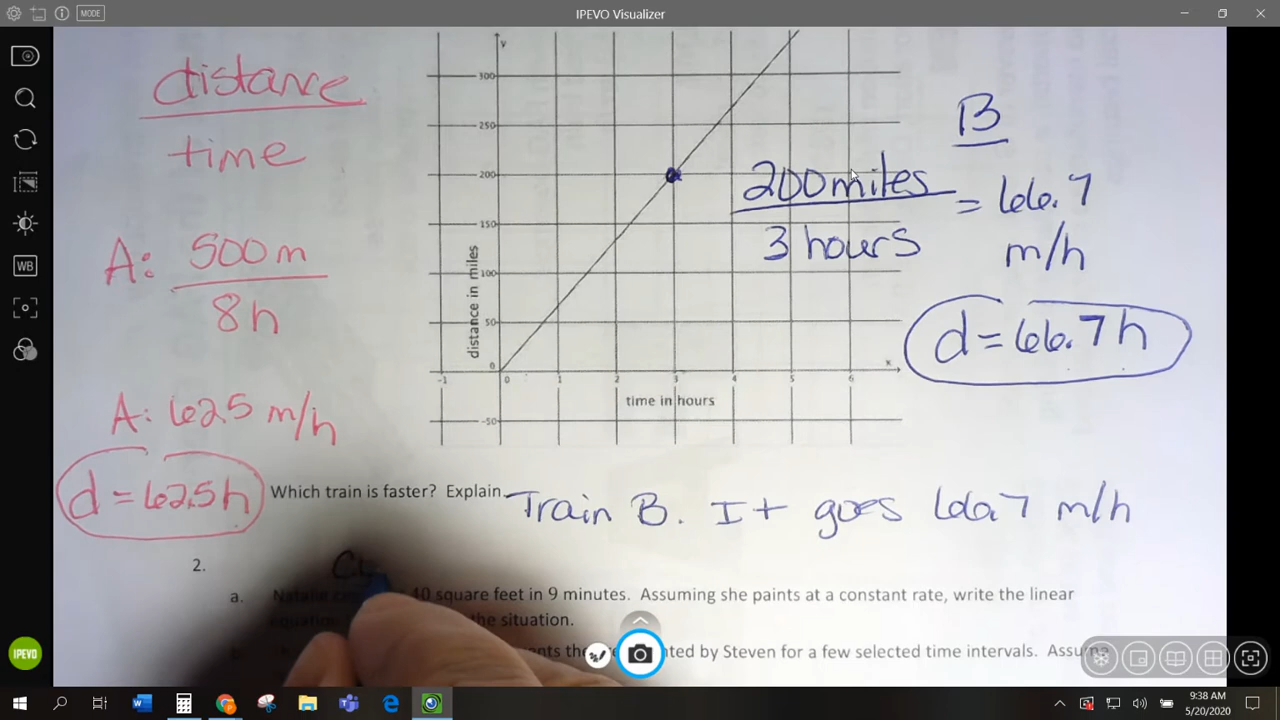 IPEVO Visualizer
MODE
WB
IPEVO
distance
time
A: 500m
8h
A: 62.5 m/h
d = 62.5h
y
300
250
200
150
100
50
0
-50
-1 0 1 2 3 4 5 6 x
distance in miles
time in hours
B
200 miles
3 hours
= 66.7
m/h
d = 66.7h
Which train is faster? Explain.
Train B. It goes 66.7 m/h
2.
a. 40 square feet in 9 minutes. Assuming she paints at a constant rate, write the linear
the situation.
by Steven for a few selected time intervals.
9:38 AM
5/20/2020